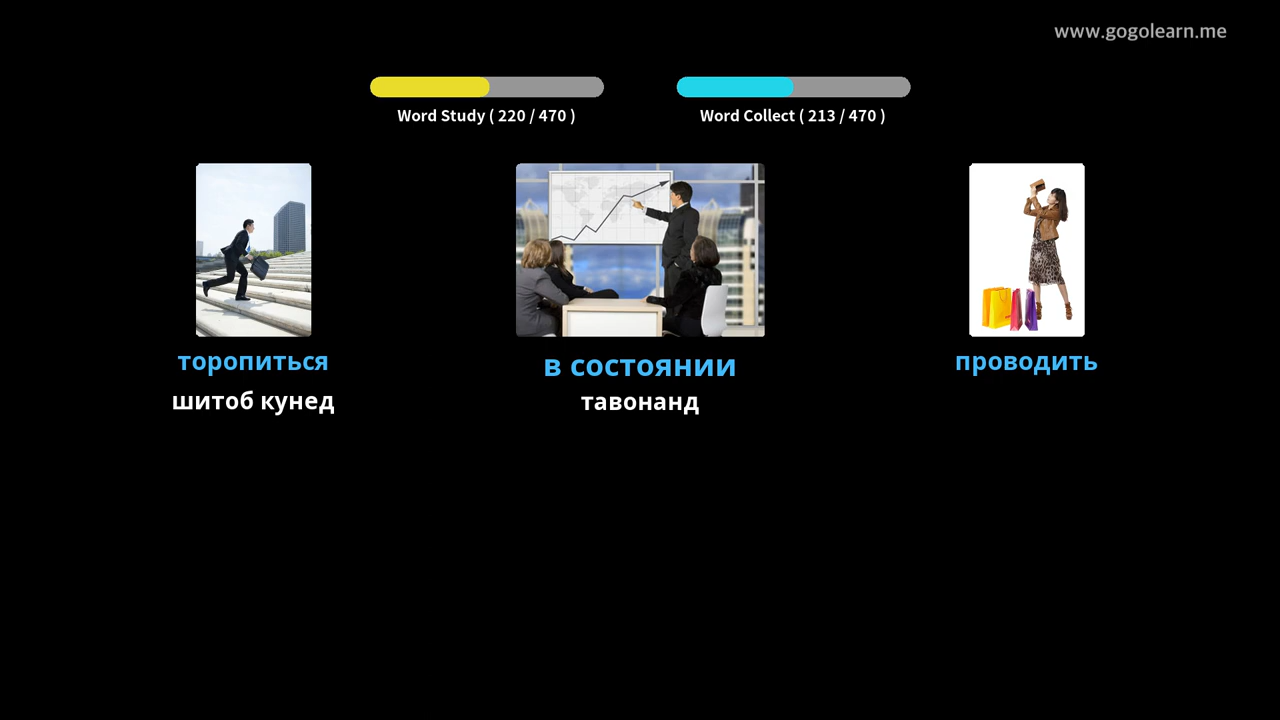 www.gogolearn.me
Word Study ( 220 / 470 )
Word Collect ( 213 / 470 )
торопиться
в состоянии
проводить
шитоб кунед
тавонанд